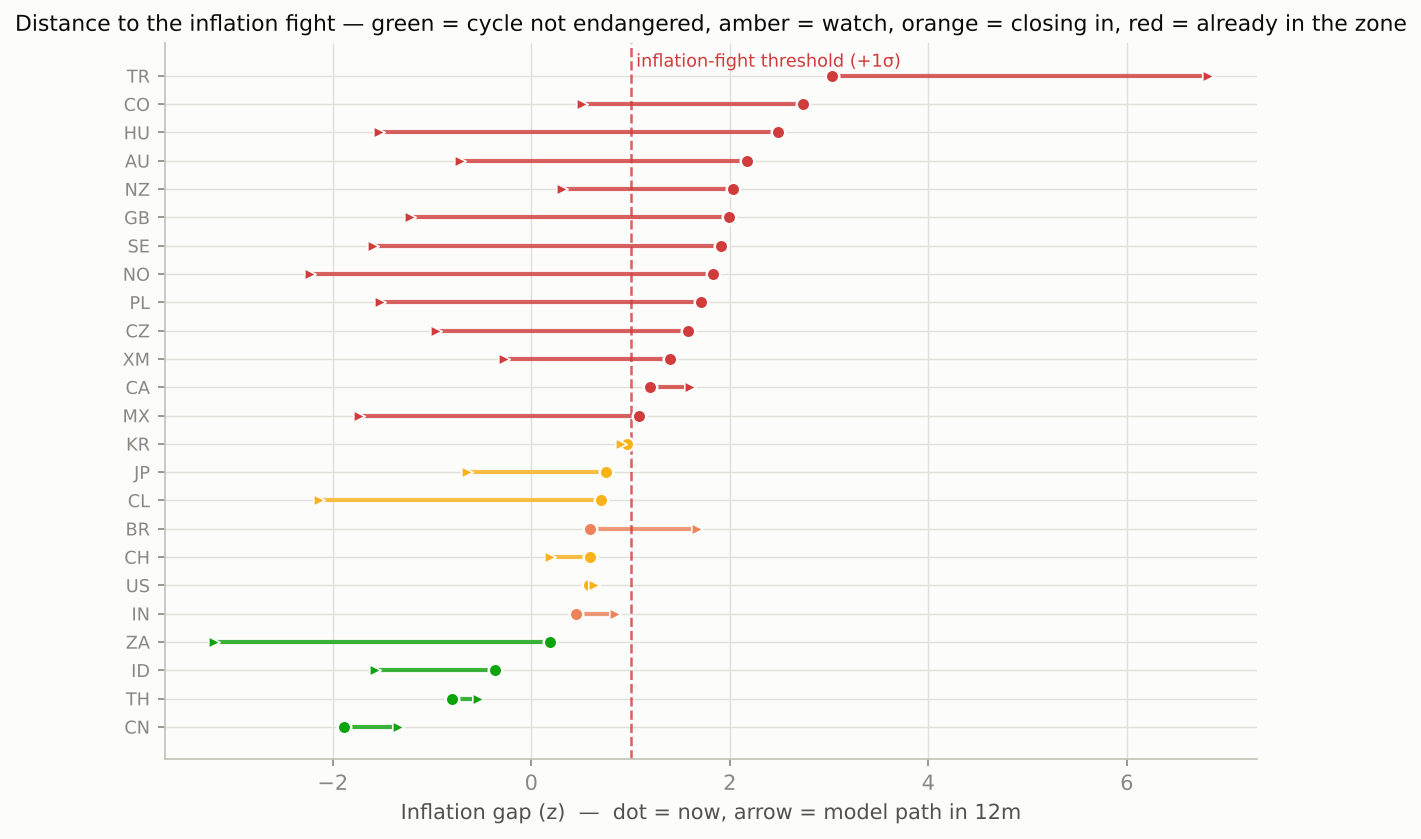 Distance to the inflation fight — green = cycle not endangered, amber = watch, orange = closing in, red = already in the zone
inflation-fight threshold (+1σ)
TR
CO
HU
AU
NZ
GB
SE
NO
PL
CZ
XM
CA
MX
KR
JP
CL
BR
CH
US
IN
ZA
ID
TH
CN
−2 0 2 4 6
Inflation gap (z) — dot = now, arrow = model path in 12m